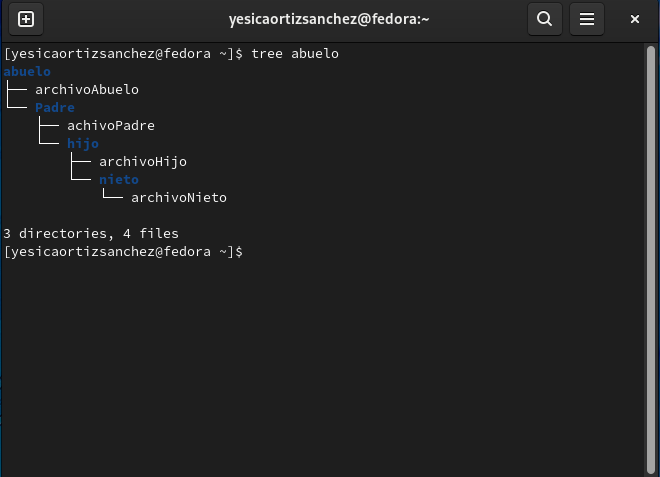 yesicaortizsanchez@fedora:~
[yesicaortizsanchez@fedora ~]$ tree abuelo
abuelo
├── archivoAbuelo
└── Padre
    ├── achivoPadre
    └── hijo
        ├── archivoHijo
        └── nieto
            └── archivoNieto

3 directories, 4 files
[yesicaortizsanchez@fedora ~]$